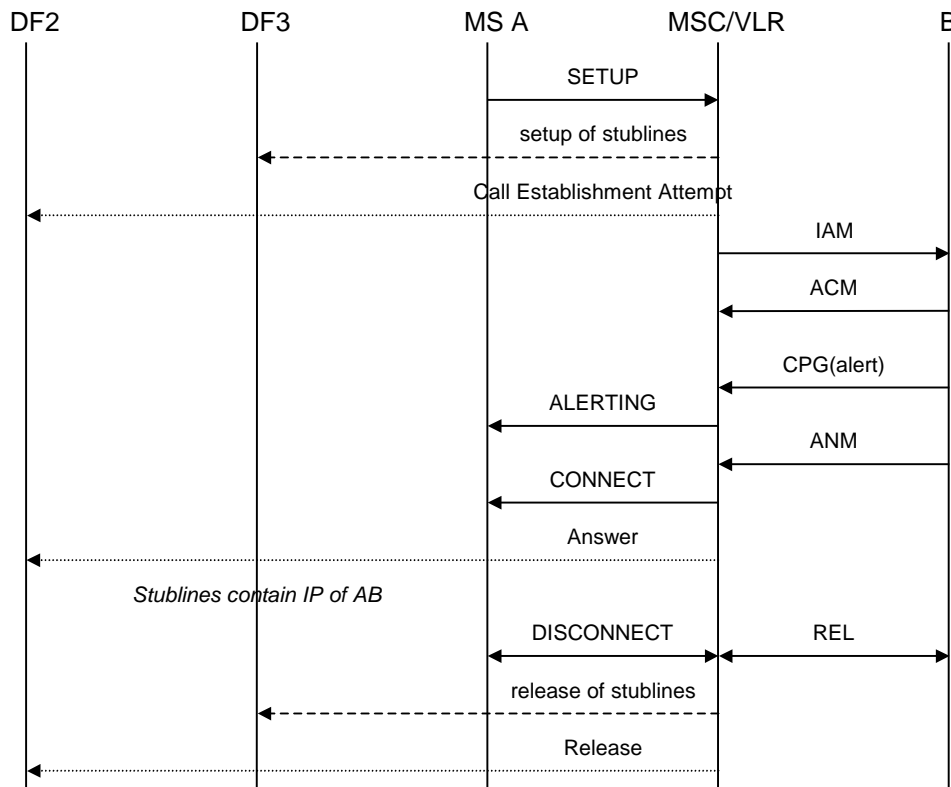 DF2 DF3 MS A MSC/VLR B
SETUP
setup of stublines
Call Establishment Attempt
IAM
ACM
CPG(alert)
ALERTING
ANM
CONNECT
Answer
Stublines contain IP of AB
DISCONNECT REL
release of stublines
Release